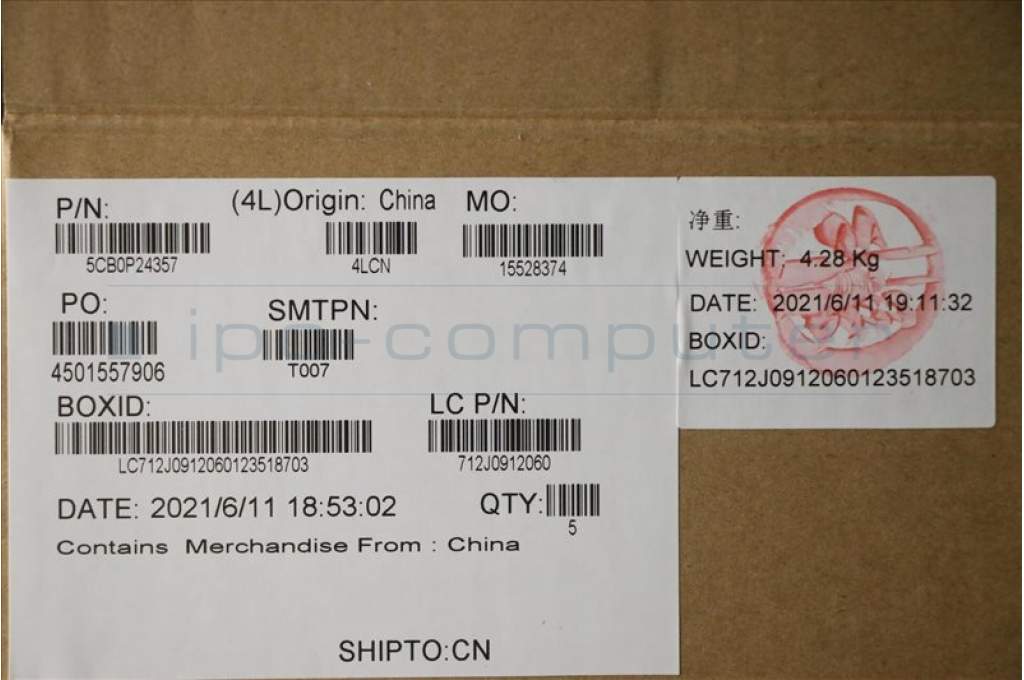 P/N:
5CB0P24357
(4L)Origin: China
4LCN
MO:
15528374
PO:
4501557906
SMTPN:
T007
BOXID:
LC712J0912060123518703
LC P/N:
712J0912060
DATE: 2021/6/11 18:53:02
QTY:
5
Contains Merchandise From : China
SHIPTO:CN
净重:
WEIGHT: 4.28 Kg
DATE: 2021/6/11 19:11:32
BOXID:
LC712J0912060123518703
ipc-computer